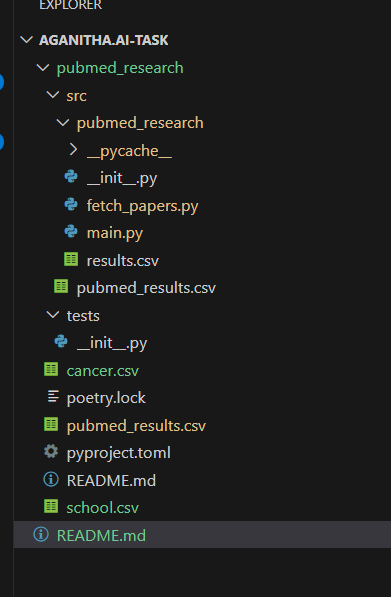 EXPLORER
AGANITHA.AI-TASK
pubmed_research
src
pubmed_research
__pycache__
__init__.py
fetch_papers.py
main.py
results.csv
pubmed_results.csv
tests
__init__.py
cancer.csv
poetry.lock
pubmed_results.csv
pyproject.toml
README.md
school.csv
README.md